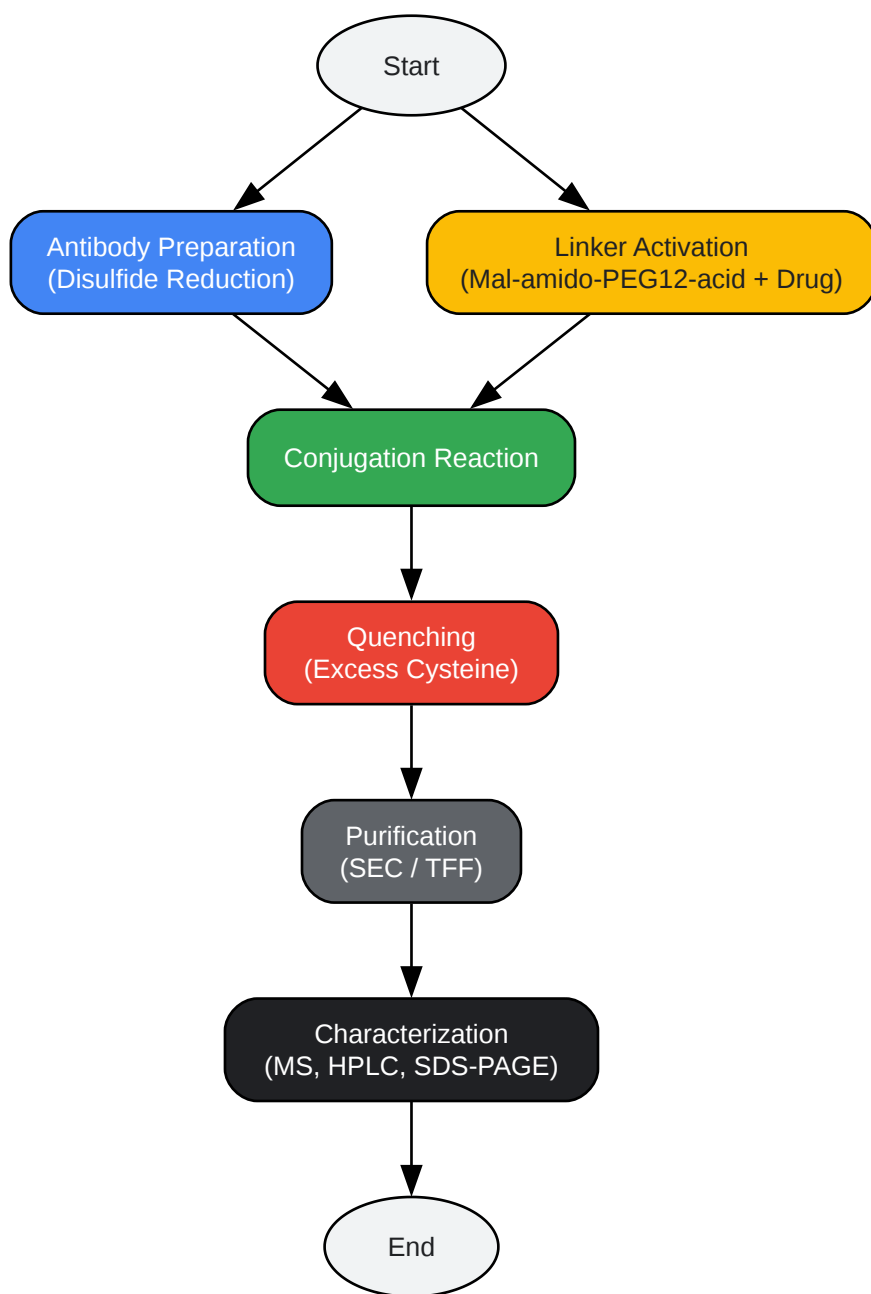 Start
Antibody Preparation
(Disulfide Reduction)
Linker Activation
(Mal-amido-PEG12-acid + Drug)
Conjugation Reaction
Quenching
(Excess Cysteine)
Purification
(SEC / TFF)
Characterization
(MS, HPLC, SDS-PAGE)
End